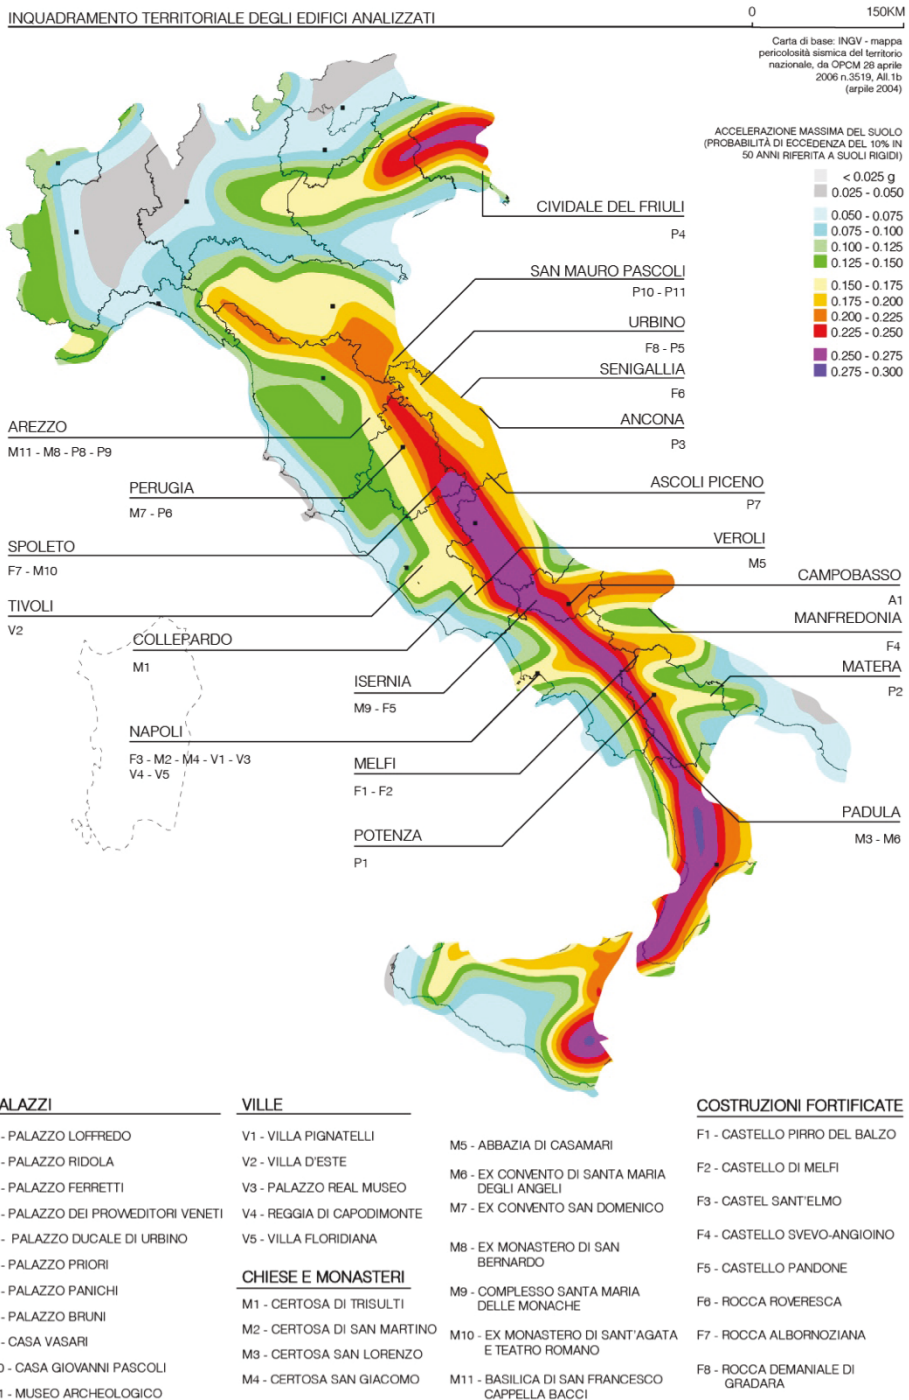 INQUADRAMENTO TERRITORIALE DEGLI EDIFICI ANALIZZATI
0 150KM
Carta di base: INGV - mappa
pericolosità sismica del territorio
nazionale, da OPCM 28 aprile
2006 n.3519, All.1b
(arpile 2004)
ACCELERAZIONE MASSIMA DEL SUOLO
(PROBABILITÀ DI ECCEDENZA DEL 10% IN
50 ANNI RIFERITA A SUOLI RIGIDI)
< 0.025 g
0.025 - 0.050
0.050 - 0.075
0.075 - 0.100
0.100 - 0.125
0.125 - 0.150
0.150 - 0.175
0.175 - 0.200
0.200 - 0.225
0.225 - 0.250
0.250 - 0.275
0.275 - 0.300
CIVIDALE DEL FRIULI
P4
SAN MAURO PASCOLI
P10 - P11
URBINO
F8 - P5
SENIGALLIA
F6
ANCONA
P3
AREZZO
M11 - M8 - P8 - P9
PERUGIA
M7 - P6
ASCOLI PICENO
P7
SPOLETO
F7 - M10
VEROLI
M5
CAMPOBASSO
A1
TIVOLI
V2
MANFREDONIA
F4
COLLEPARDO
M1
MATERA
P2
ISERNIA
M9 - F5
NAPOLI
F3 - M2 - M4 - V1 - V3
V4 - V5
MELFI
F1 - F2
PADULA
M3 - M6
POTENZA
P1
ALAZZI
- PALAZZO LOFFREDO
- PALAZZO RIDOLA
- PALAZZO FERRETTI
- PALAZZO DEI PROVVEDITORI VENETI
- PALAZZO DUCALE DI URBINO
- PALAZZO PRIORI
- PALAZZO PANICHI
- PALAZZO BRUNI
- CASA VASARI
0 - CASA GIOVANNI PASCOLI
1 - MUSEO ARCHEOLOGICO
VILLE
V1 - VILLA PIGNATELLI
V2 - VILLA D'ESTE
V3 - PALAZZO REAL MUSEO
V4 - REGGIA DI CAPODIMONTE
V5 - VILLA FLORIDIANA
CHIESE E MONASTERI
M1 - CERTOSA DI TRISULTI
M2 - CERTOSA DI SAN MARTINO
M3 - CERTOSA SAN LORENZO
M4 - CERTOSA SAN GIACOMO
M5 - ABBAZIA DI CASAMARI
M6 - EX CONVENTO DI SANTA MARIA
DEGLI ANGELI
M7 - EX CONVENTO SAN DOMENICO
M8 - EX MONASTERO DI SAN
BERNARDO
M9 - COMPLESSO SANTA MARIA
DELLE MONACHE
M10 - EX MONASTERO DI SANT'AGATA
E TEATRO ROMANO
M11 - BASILICA DI SAN FRANCESCO
CAPPELLA BACCI
COSTRUZIONI FORTIFICATE
F1 - CASTELLO PIRRO DEL BALZO
F2 - CASTELLO DI MELFI
F3 - CASTEL SANT'ELMO
F4 - CASTELLO SVEVO-ANGIOINO
F5 - CASTELLO PANDONE
F6 - ROCCA ROVERESCA
F7 - ROCCA ALBORNOZIANA
F8 - ROCCA DEMANIALE DI
GRADARA